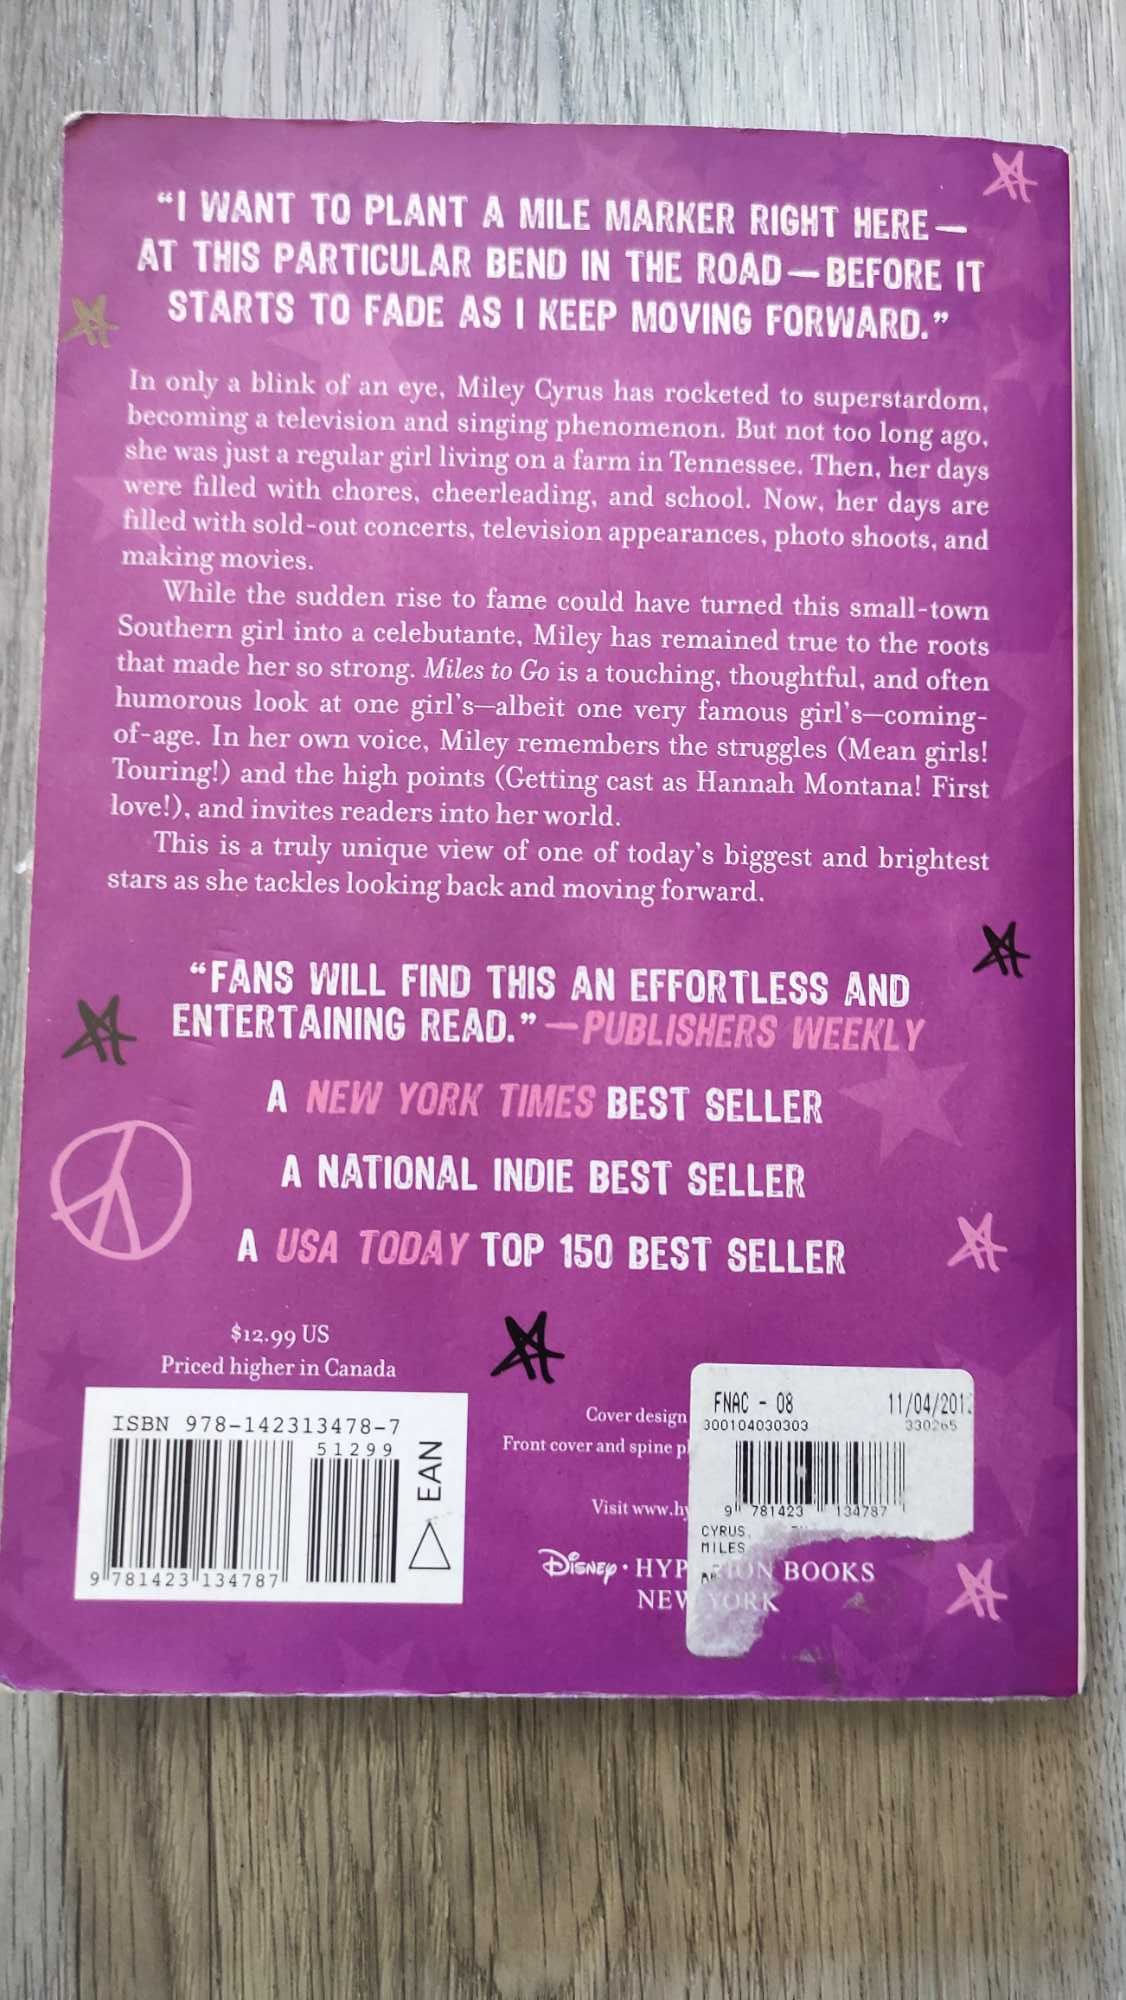 “I WANT TO PLANT A MILE MARKER RIGHT HERE—
AT THIS PARTICULAR BEND IN THE ROAD—BEFORE IT
STARTS TO FADE AS I KEEP MOVING FORWARD.”
In only a blink of an eye, Miley Cyrus has rocketed to superstardom,
becoming a television and singing phenomenon. But not too long ago,
she was just a regular girl living on a farm in Tennessee. Then, her days
were filled with chores, cheerleading, and school. Now, her days are
filled with sold-out concerts, television appearances, photo shoots, and
making movies.
While the sudden rise to fame could have turned this small-town
Southern girl into a celebutante, Miley has remained true to the roots
that made her so strong. Miles to Go is a touching, thoughtful, and often
humorous look at one girl's—albeit one very famous girl's—coming-
of-age. In her own voice, Miley remembers the struggles (Mean girls!
Touring!) and the high points (Getting cast as Hannah Montana! First
love!), and invites readers into her world.
This is a truly unique view of one of today's biggest and brightest
stars as she tackles looking back and moving forward.
“FANS WILL FIND THIS AN EFFORTLESS AND
ENTERTAINING READ.” —PUBLISHERS WEEKLY
A NEW YORK TIMES BEST SELLER
A NATIONAL INDIE BEST SELLER
A USA TODAY TOP 150 BEST SELLER
$12.99 US
Priced higher in Canada
ISBN 978-142313478-7
51299
EAN
9 781423 134787
Cover design
Front cover and spine
Visit www.hy
DISNEY · HYP ION BOOKS
NEW YORK
FNAC - 08 11/04/201
300104030303 330265
9 781423 134787
CYRUS,
MILES